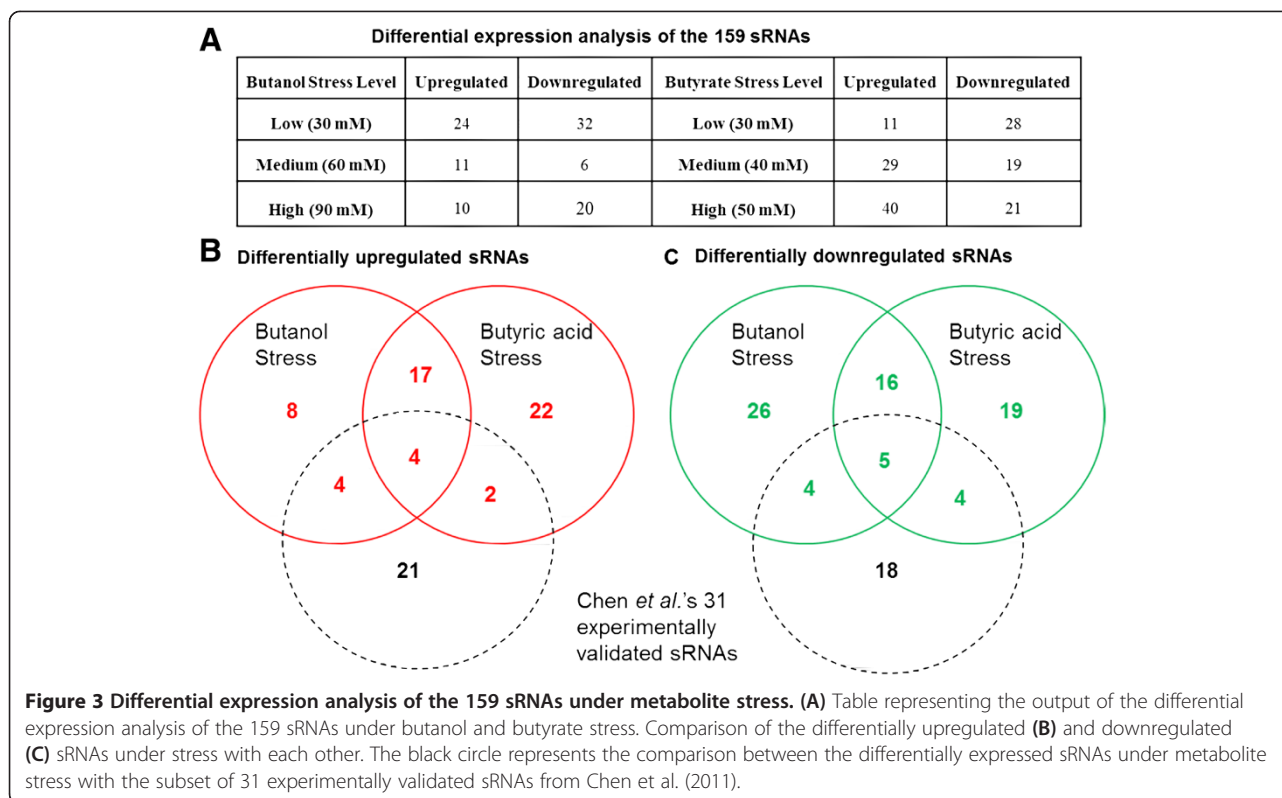 A Differential expression analysis of the 159 sRNAs
Butanol Stress Level Upregulated Downregulated Butyrate Stress Level Upregulated Downregulated
Low (30 mM) 24 32 Low (30 mM) 11 28
Medium (60 mM) 11 6 Medium (40 mM) 29 19
High (90 mM) 10 20 High (50 mM) 40 21
B Differentially upregulated sRNAs
Butanol
Stress
Butyric acid
Stress
17
8
22
4
4
2
21
C Differentially downregulated sRNAs
Butanol
Stress
Butyric acid
Stress
16
26
19
5
4
4
18
Chen et al.'s 31
experimentally
validated sRNAs
Figure 3 Differential expression analysis of the 159 sRNAs under metabolite stress. (A) Table representing the output of the differential
expression analysis of the 159 sRNAs under butanol and butyrate stress. Comparison of the differentially upregulated (B) and downregulated
(C) sRNAs under stress with each other. The black circle represents the comparison between the differentially expressed sRNAs under metabolite
stress with the subset of 31 experimentally validated sRNAs from Chen et al. (2011).